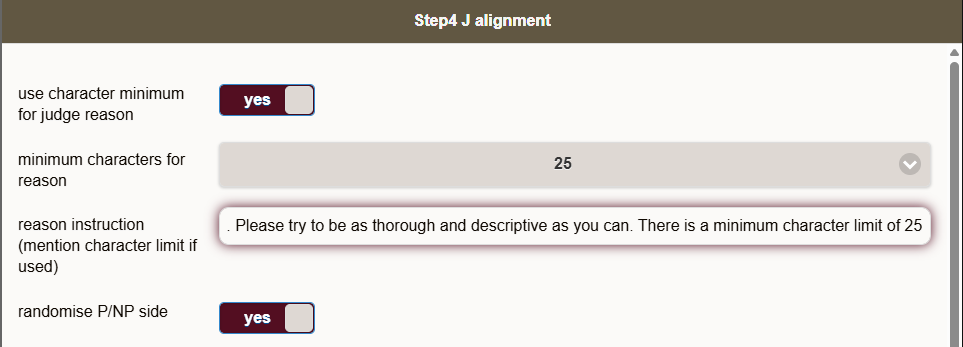 Step4 J alignment
use character minimum
for judge reason
yes
minimum characters for
reason
25
reason instruction
(mention character limit if
used)
. Please try to be as thorough and descriptive as you can. There is a minimum character limit of 25
randomise P/NP side
yes